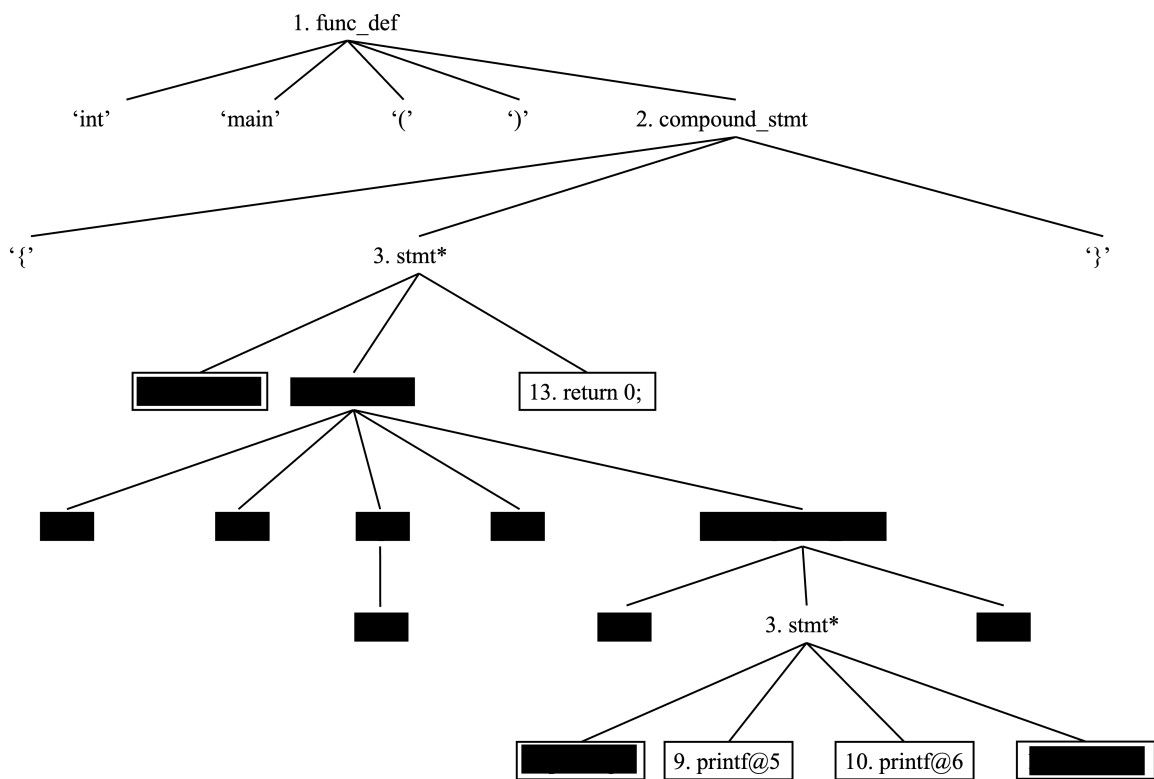 1. func_def
‘int’ ‘main’ ‘(’ ‘)’ 2. compound_stmt
‘{’ 3. stmt* ‘}’
13. return 0;
3. stmt*
9. printf@5 10. printf@6